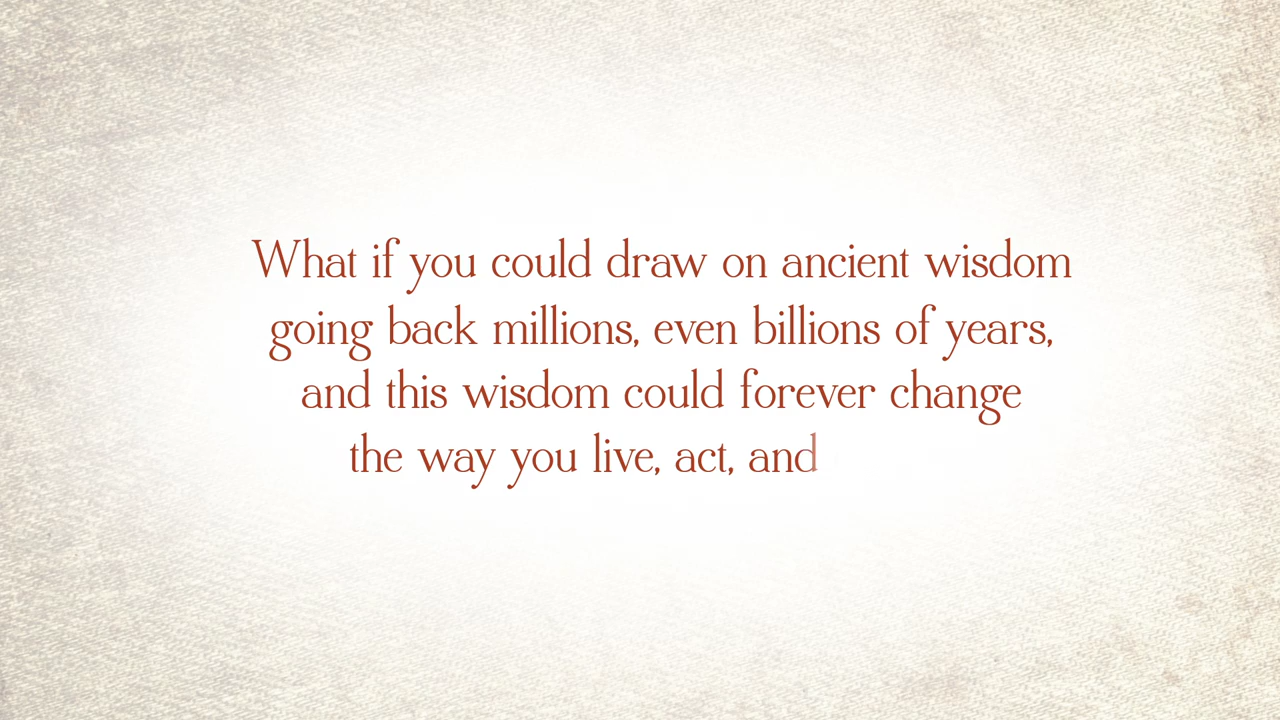 What if you could draw on ancient wisdom
going back millions, even billions of years,
and this wisdom could forever change
the way you live, act, and